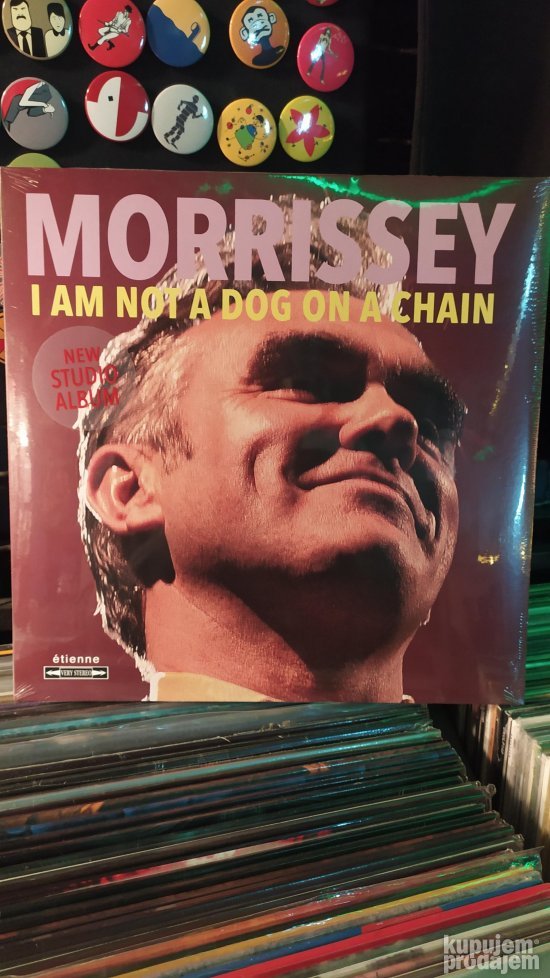 MORRISSEY
I AM NOT A DOG ON A CHAIN
NEW
STUDIO
ALBUM
étienne
VERY STEREO
kupujem
prodajem